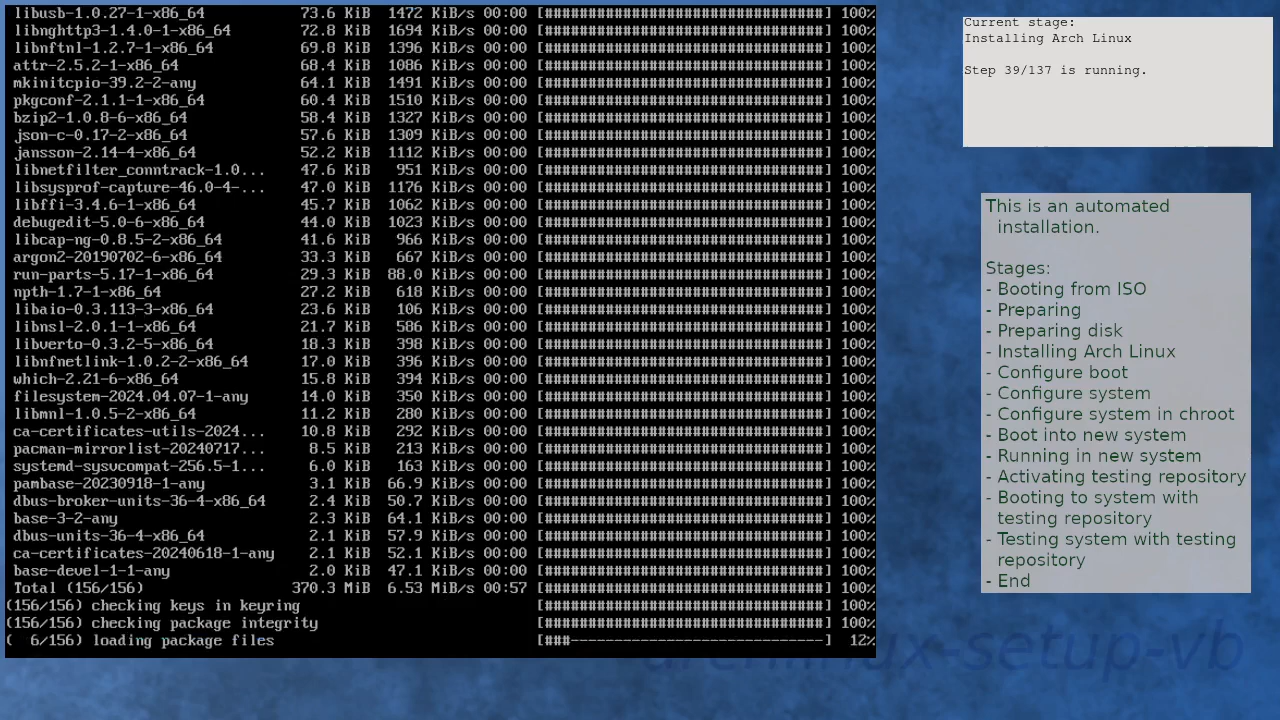 libusb-1.0.27-1-x86_64 73.6 KiB 1472 KiB/s 00:00 [################################] 100%
libnghttp3-1.4.0-1-x86_64 72.8 KiB 1694 KiB/s 00:00 [################################] 100%
libnftnl-1.2.7-1-x86_64 69.8 KiB 1396 KiB/s 00:00 [################################] 100%
attr-2.5.2-1-x86_64 68.4 KiB 1086 KiB/s 00:00 [################################] 100%
mkinitcpio-39.2-2-any 64.1 KiB 1491 KiB/s 00:00 [################################] 100%
pkgconf-2.1.1-1-x86_64 60.4 KiB 1510 KiB/s 00:00 [################################] 100%
bzip2-1.0.8-6-x86_64 58.4 KiB 1327 KiB/s 00:00 [################################] 100%
json-c-0.17-2-x86_64 57.6 KiB 1309 KiB/s 00:00 [################################] 100%
jansson-2.14-4-x86_64 52.2 KiB 1112 KiB/s 00:00 [################################] 100%
libnetfilter_conntrack-1.0... 47.6 KiB 951 KiB/s 00:00 [################################] 100%
libsysprof-capture-46.0-4-... 47.0 KiB 1176 KiB/s 00:00 [################################] 100%
libffi-3.4.6-1-x86_64 45.7 KiB 1062 KiB/s 00:00 [################################] 100%
debugedit-5.0-6-x86_64 44.0 KiB 1023 KiB/s 00:00 [################################] 100%
libcap-ng-0.8.5-2-x86_64 41.6 KiB 966 KiB/s 00:00 [################################] 100%
argon2-20190702-6-x86_64 33.3 KiB 667 KiB/s 00:00 [################################] 100%
run-parts-5.17-1-x86_64 29.3 KiB 88.0 KiB/s 00:00 [################################] 100%
npth-1.7-1-x86_64 27.2 KiB 618 KiB/s 00:00 [################################] 100%
libaio-0.3.113-3-x86_64 23.6 KiB 106 KiB/s 00:00 [################################] 100%
libnsl-2.0.1-1-x86_64 21.7 KiB 586 KiB/s 00:00 [################################] 100%
libverto-0.3.2-5-x86_64 18.3 KiB 398 KiB/s 00:00 [################################] 100%
libnfnetlink-1.0.2-2-x86_64 17.0 KiB 396 KiB/s 00:00 [################################] 100%
which-2.21-6-x86_64 15.8 KiB 394 KiB/s 00:00 [################################] 100%
filesystem-2024.04.07-1-any 14.0 KiB 350 KiB/s 00:00 [################################] 100%
libmnl-1.0.5-2-x86_64 11.2 KiB 280 KiB/s 00:00 [################################] 100%
ca-certificates-utils-2024... 10.8 KiB 292 KiB/s 00:00 [################################] 100%
pacman-mirrorlist-20240717... 8.5 KiB 213 KiB/s 00:00 [################################] 100%
systemd-sysvcompat-256.5-1... 6.0 KiB 163 KiB/s 00:00 [################################] 100%
pambase-20230918-1-any 3.1 KiB 66.9 KiB/s 00:00 [################################] 100%
dbus-broker-units-36-4-x86_64 2.4 KiB 50.7 KiB/s 00:00 [################################] 100%
base-3-2-any 2.3 KiB 64.1 KiB/s 00:00 [################################] 100%
dbus-units-36-4-x86_64 2.1 KiB 57.9 KiB/s 00:00 [################################] 100%
ca-certificates-20240618-1-any 2.1 KiB 52.1 KiB/s 00:00 [################################] 100%
base-devel-1-1-any 2.0 KiB 47.1 KiB/s 00:00 [################################] 100%
Total (156/156) 370.3 MiB 6.53 MiB/s 00:57 [################################] 100%
(156/156) checking keys in keyring [################################] 100%
(156/156) checking package integrity [################################] 100%
( 6/156) loading package files [###-----------------------------] 12%
Current stage:
Installing Arch Linux
Step 39/137 is running.
This is an automated
installation.
Stages:
- Booting from ISO
- Preparing
- Preparing disk
- Installing Arch Linux
- Configure boot
- Configure system
- Configure system in chroot
- Boot into new system
- Running in new system
- Activating testing repository
- Booting to system with
testing repository
- Testing system with testing
repository
- End
archlinux-setup-vb